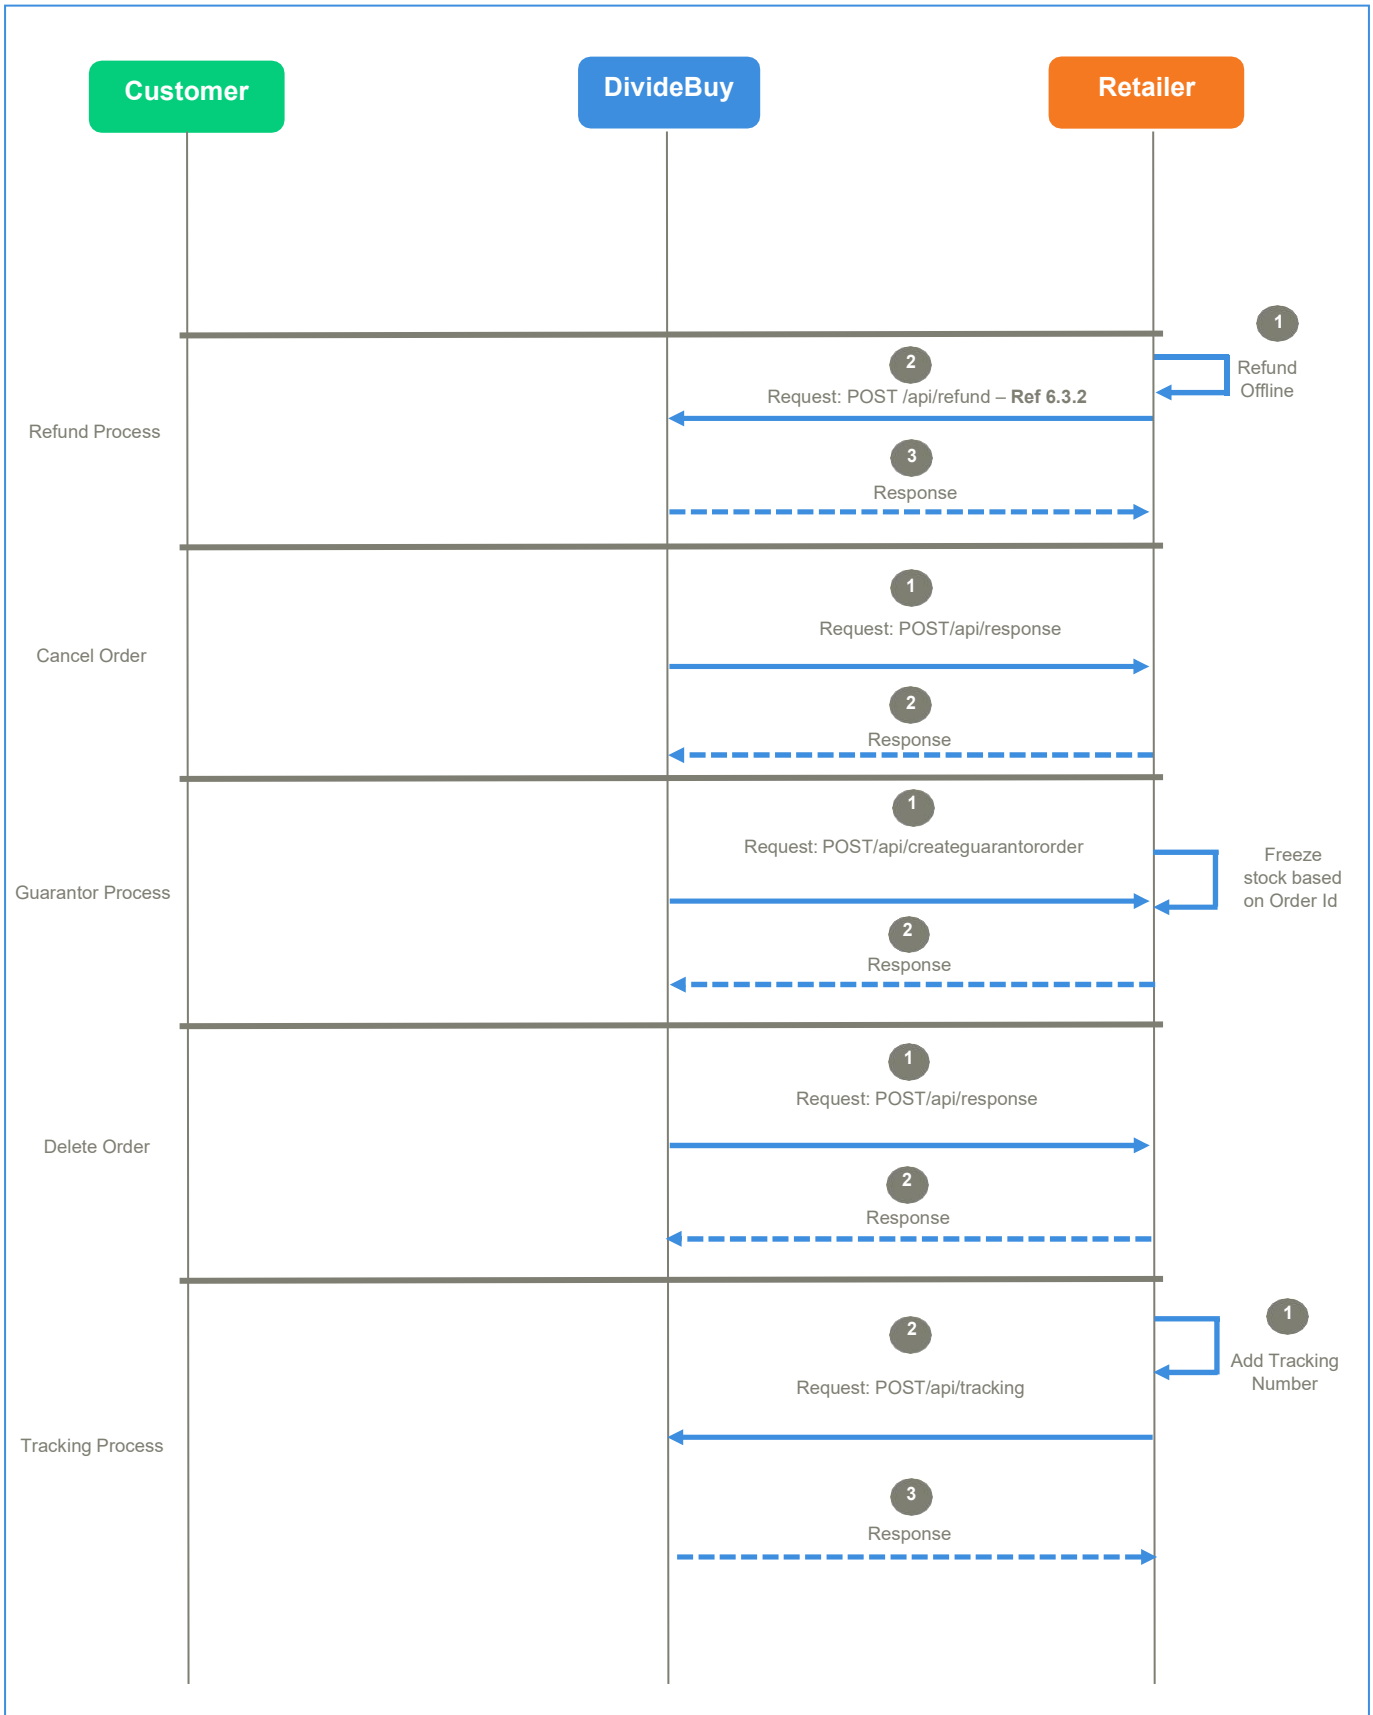 Customer
DivideBuy
Retailer
1
Refund
Offline
2
Request: POST /api/refund – Ref 6.3.2
Refund Process
3
Response
1
Request: POST/api/response
Cancel Order
2
Response
1
Request: POST/api/createguarantororder
Freeze
stock based
on Order Id
Guarantor Process
2
Response
1
Request: POST/api/response
Delete Order
2
Response
1
Add Tracking
Number
2
Request: POST/api/tracking
Tracking Process
3
Response